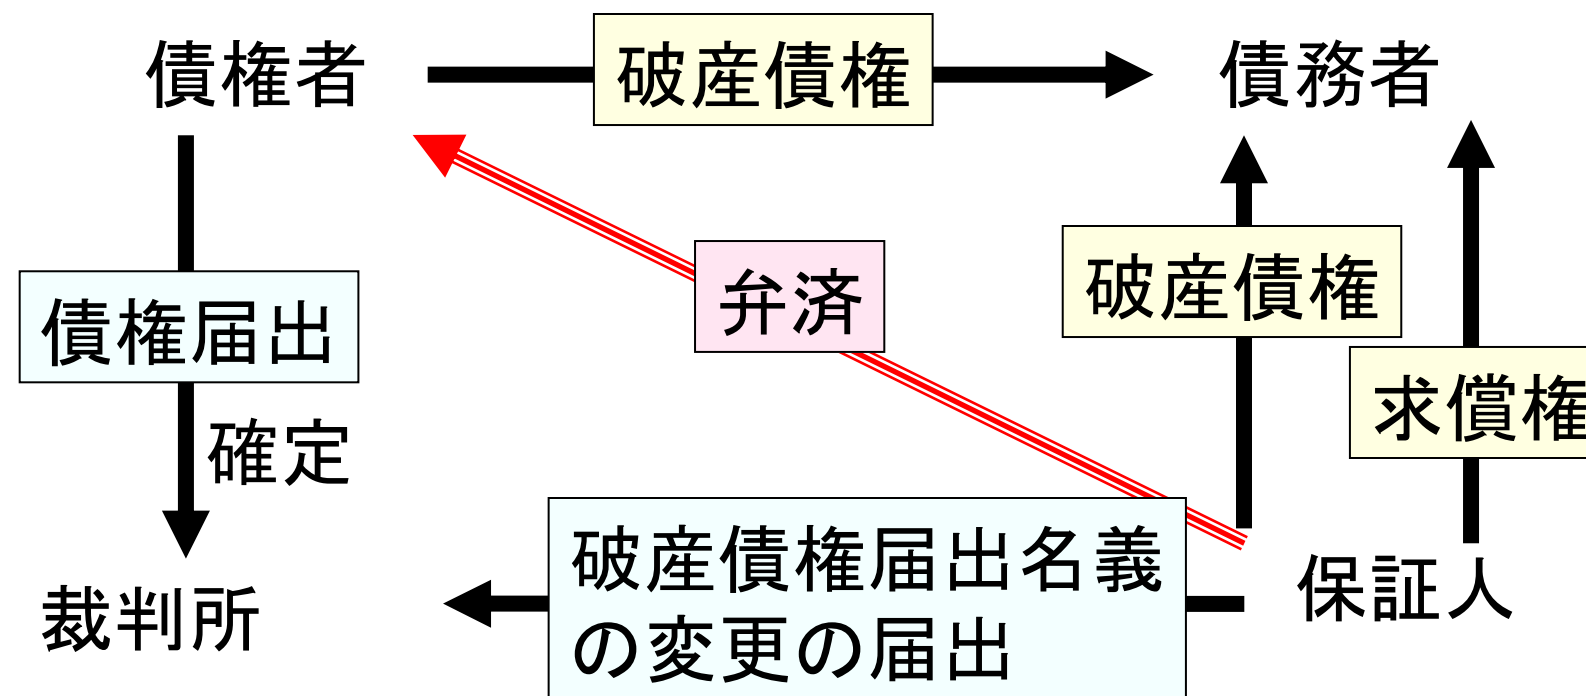 債権者
破産債権
債務者
弁済
破産債権
債権届出
求償権
確定
破産債権届出名義
の変更の届出
保証人
裁判所